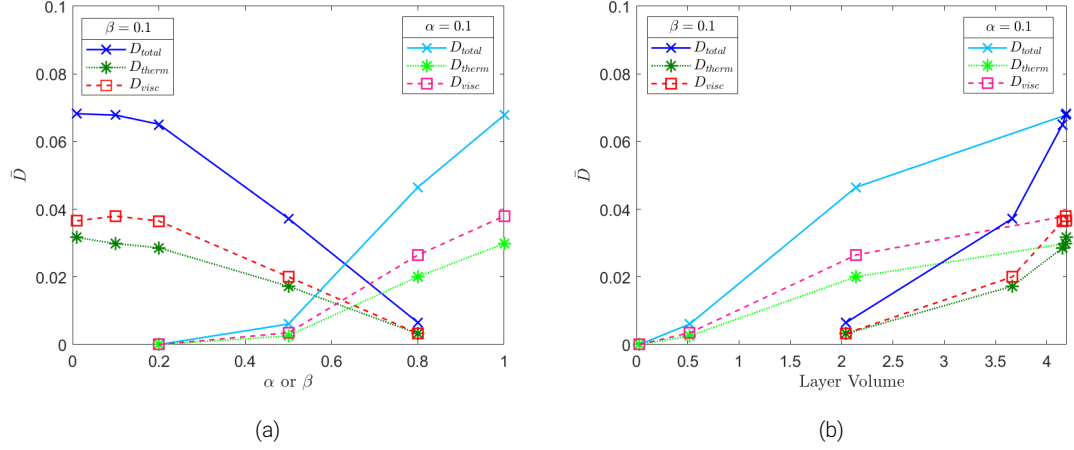 β = 0.1
D_total
D_therm
D_visc
α = 0.1
D_total
D_therm
D_visc
0.1
0.08
0.06
0.04
0.02
0
D̄
0 0.2 0.4 0.6 0.8 1
α or β
(a)
β = 0.1
D_total
D_therm
D_visc
α = 0.1
D_total
D_therm
D_visc
0.1
0.08
0.06
0.04
0.02
0
D̄
0 0.5 1 1.5 2 2.5 3 3.5 4
Layer Volume
(b)